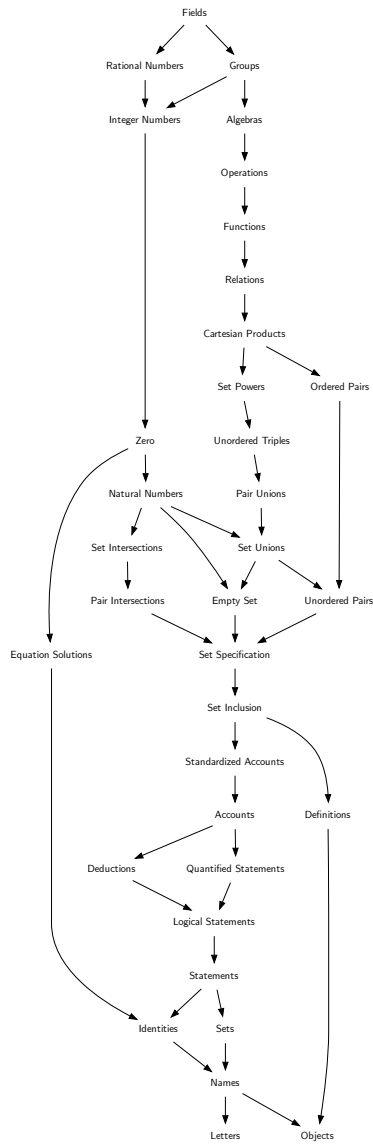 Fields
Rational Numbers
Groups
Integer Numbers
Algebras
Operations
Functions
Relations
Cartesian Products
Set Powers
Ordered Pairs
Zero
Unordered Triples
Natural Numbers
Pair Unions
Set Intersections
Set Unions
Pair Intersections
Empty Set
Unordered Pairs
Equation Solutions
Set Specification
Set Inclusion
Standardized Accounts
Accounts
Definitions
Deductions
Quantified Statements
Logical Statements
Statements
Identities
Sets
Names
Letters
Objects